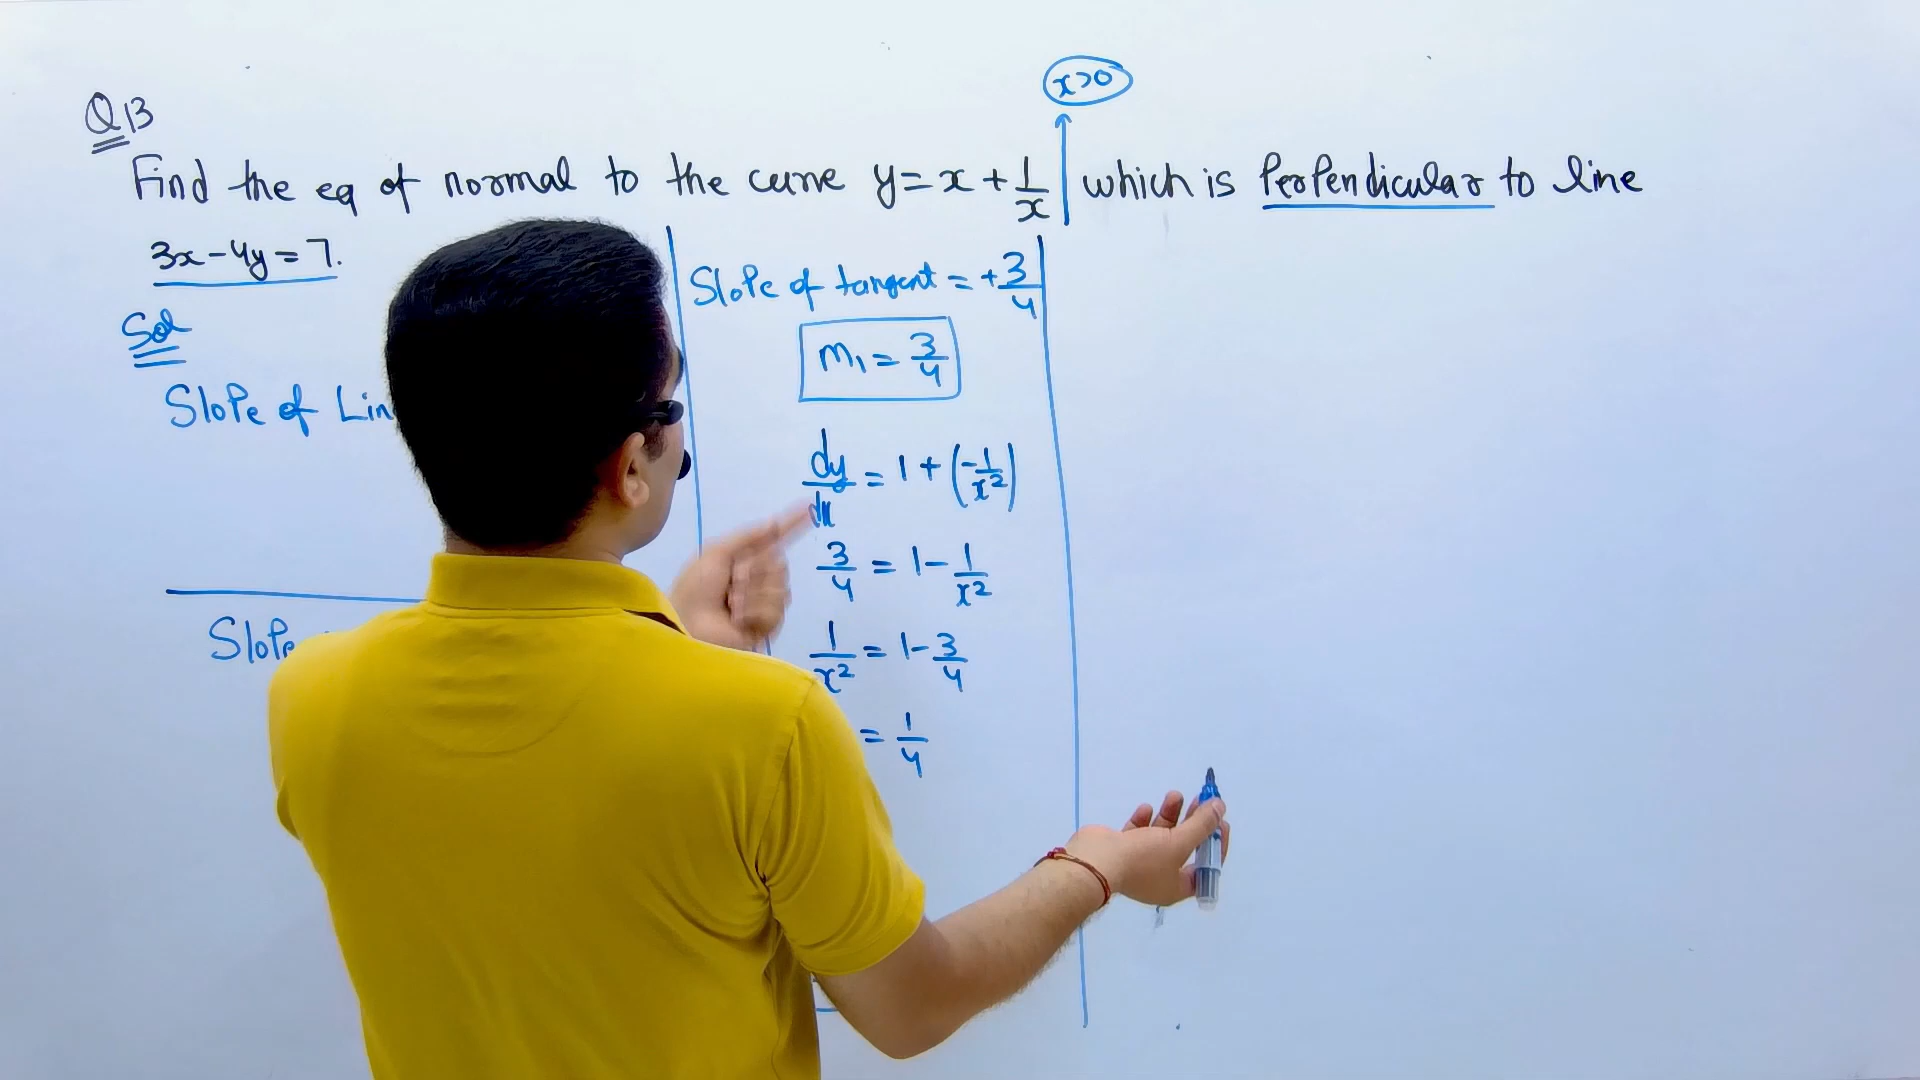 Q13
x>0
Find the eq of normal to the curve y=x+1/x which is Perpendicular to line
3x-4y=7.
Sol
Slope of Lin
Slope
Slope of tangent = +3/4
m₁ = 3/4
dy/dx = 1+(-1/x²)
3/4 = 1-1/x²
1/x² = 1-3/4
= 1/4